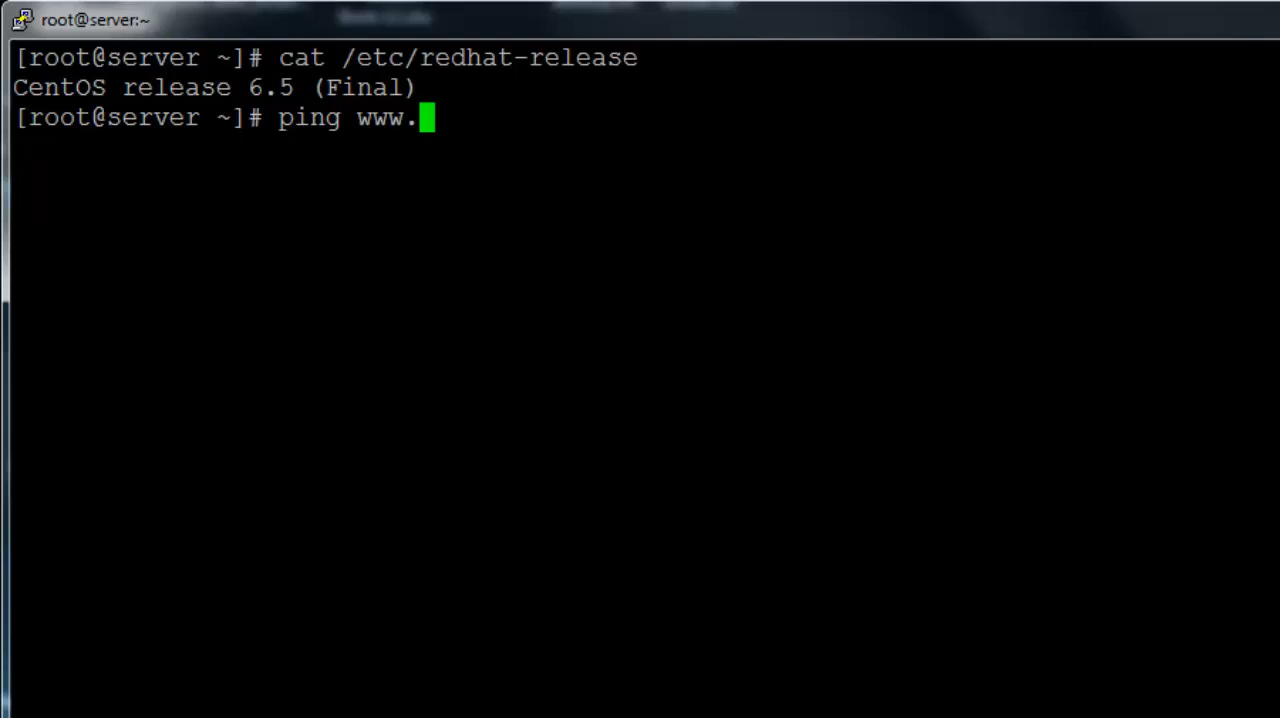 root@server:~
[root@server ~]# cat /etc/redhat-release
CentOS release 6.5 (Final)
[root@server ~]# ping www.